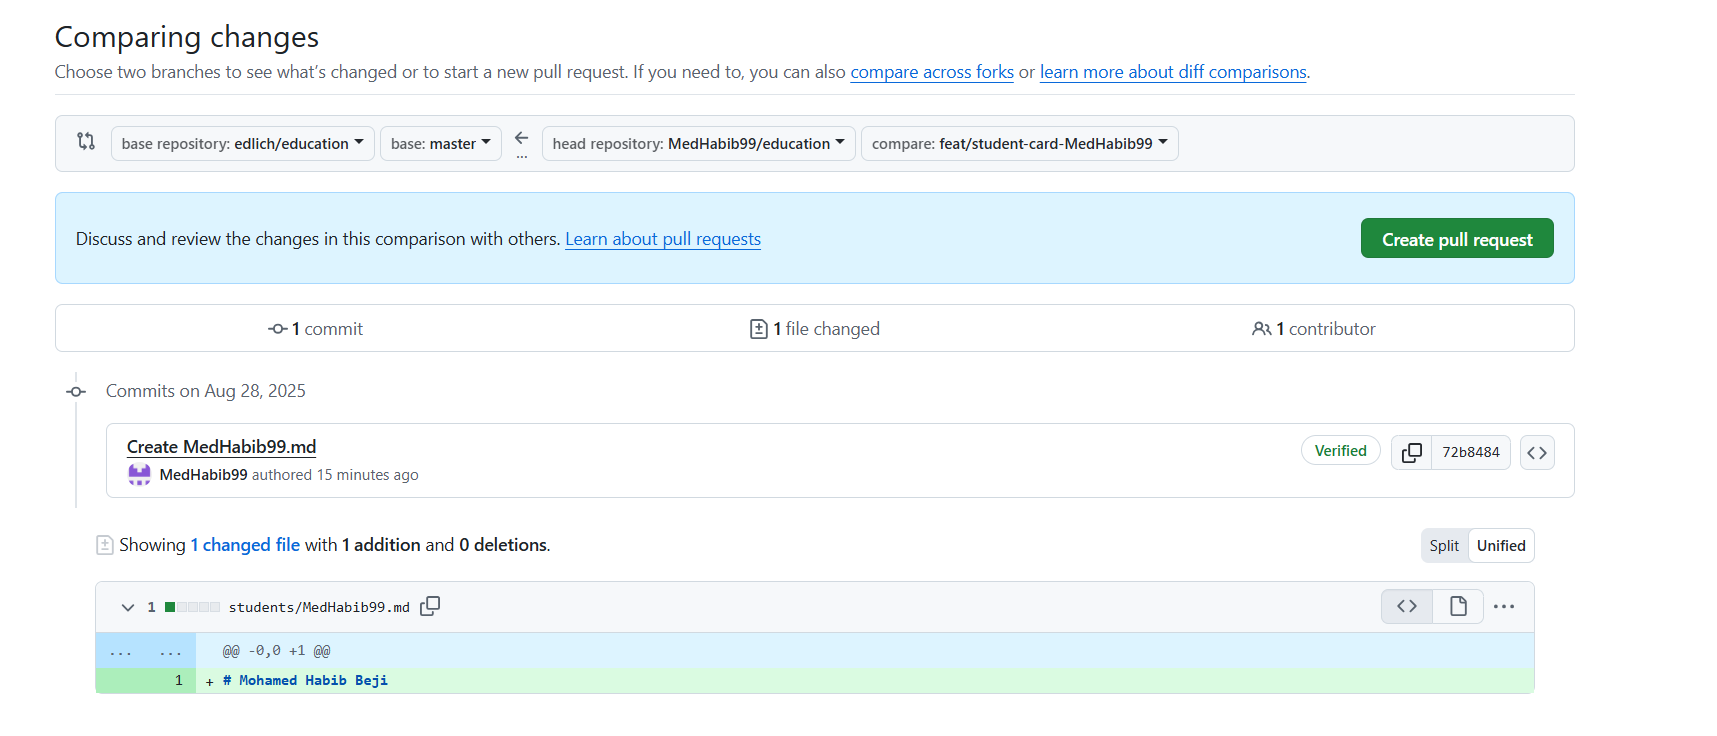 Comparing changes
Choose two branches to see what's changed or to start a new pull request. If you need to, you can also compare across forks or learn more about diff comparisons.
base repository: edlich/education base: master ... head repository: MedHabib99/education compare: feat/student-card-MedHabib99
Discuss and review the changes in this comparison with others. Learn about pull requests Create pull request
1 commit 1 file changed 1 contributor
Commits on Aug 28, 2025
Create MedHabib99.md
MedHabib99 authored 15 minutes ago
Verified 72b8484
Showing 1 changed file with 1 addition and 0 deletions.
Split Unified
1 students/MedHabib99.md
... ... @@ -0,0 +1 @@
1 + # Mohamed Habib Beji